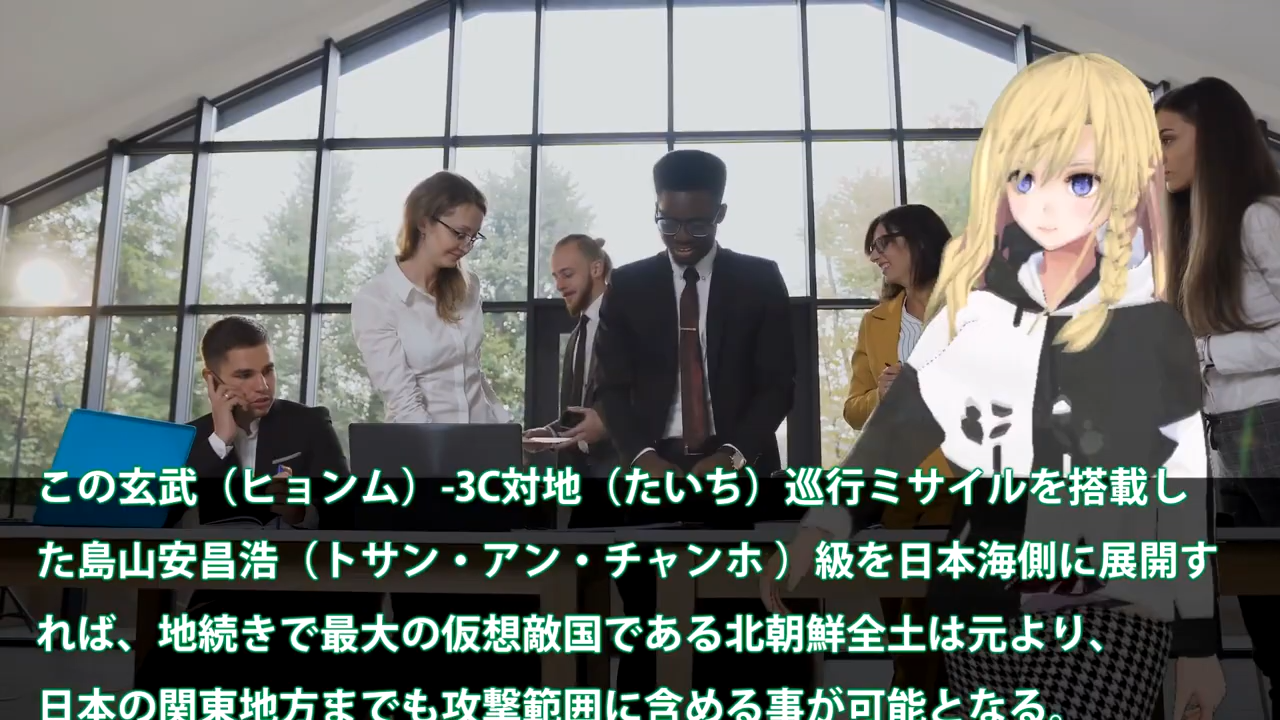 この玄武（ヒョンム）-3C対地（たいち）巡行ミサイルを搭載し
た島山安昌浩（トサン・アン・チャンホ）級を日本海側に展開す
れば、地続きで最大の仮想敵国である北朝鮮全土は元より、
日本の関東地方までも攻撃範囲に含める事が可能となる。